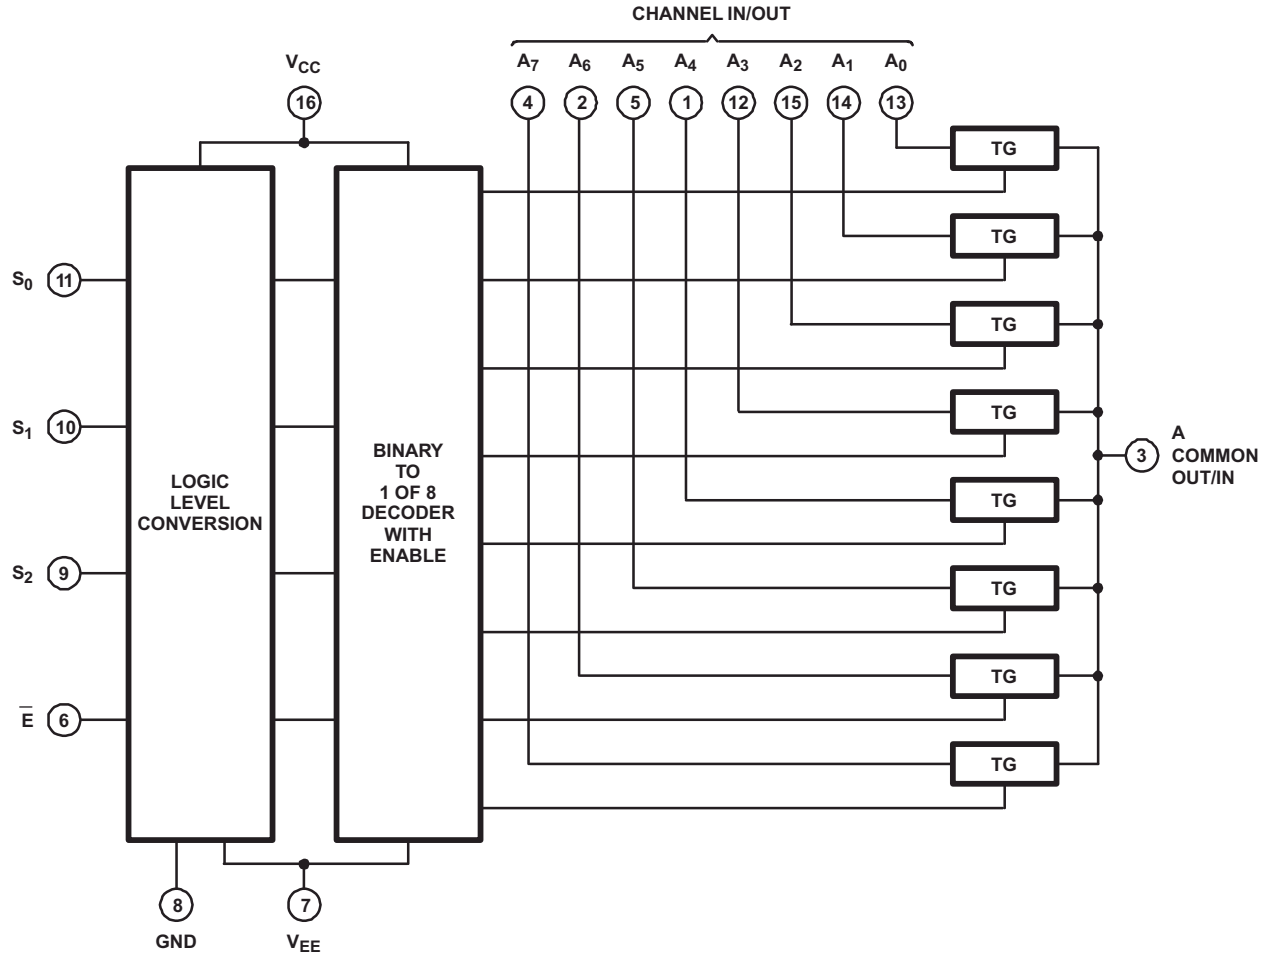 CHANNEL IN/OUT
VCC
A7 A6 A5 A4 A3 A2 A1 A0
16
4 2 5 1 12 15 14 13
TG
TG
S0 11
TG
TG
S1 10
A
COMMON
OUT/IN
3
LOGIC
LEVEL
CONVERSION
BINARY
TO
1 OF 8
DECODER
WITH
ENABLE
TG
S2 9
TG
TG
E̅ 6
TG
8
GND
7
VEE